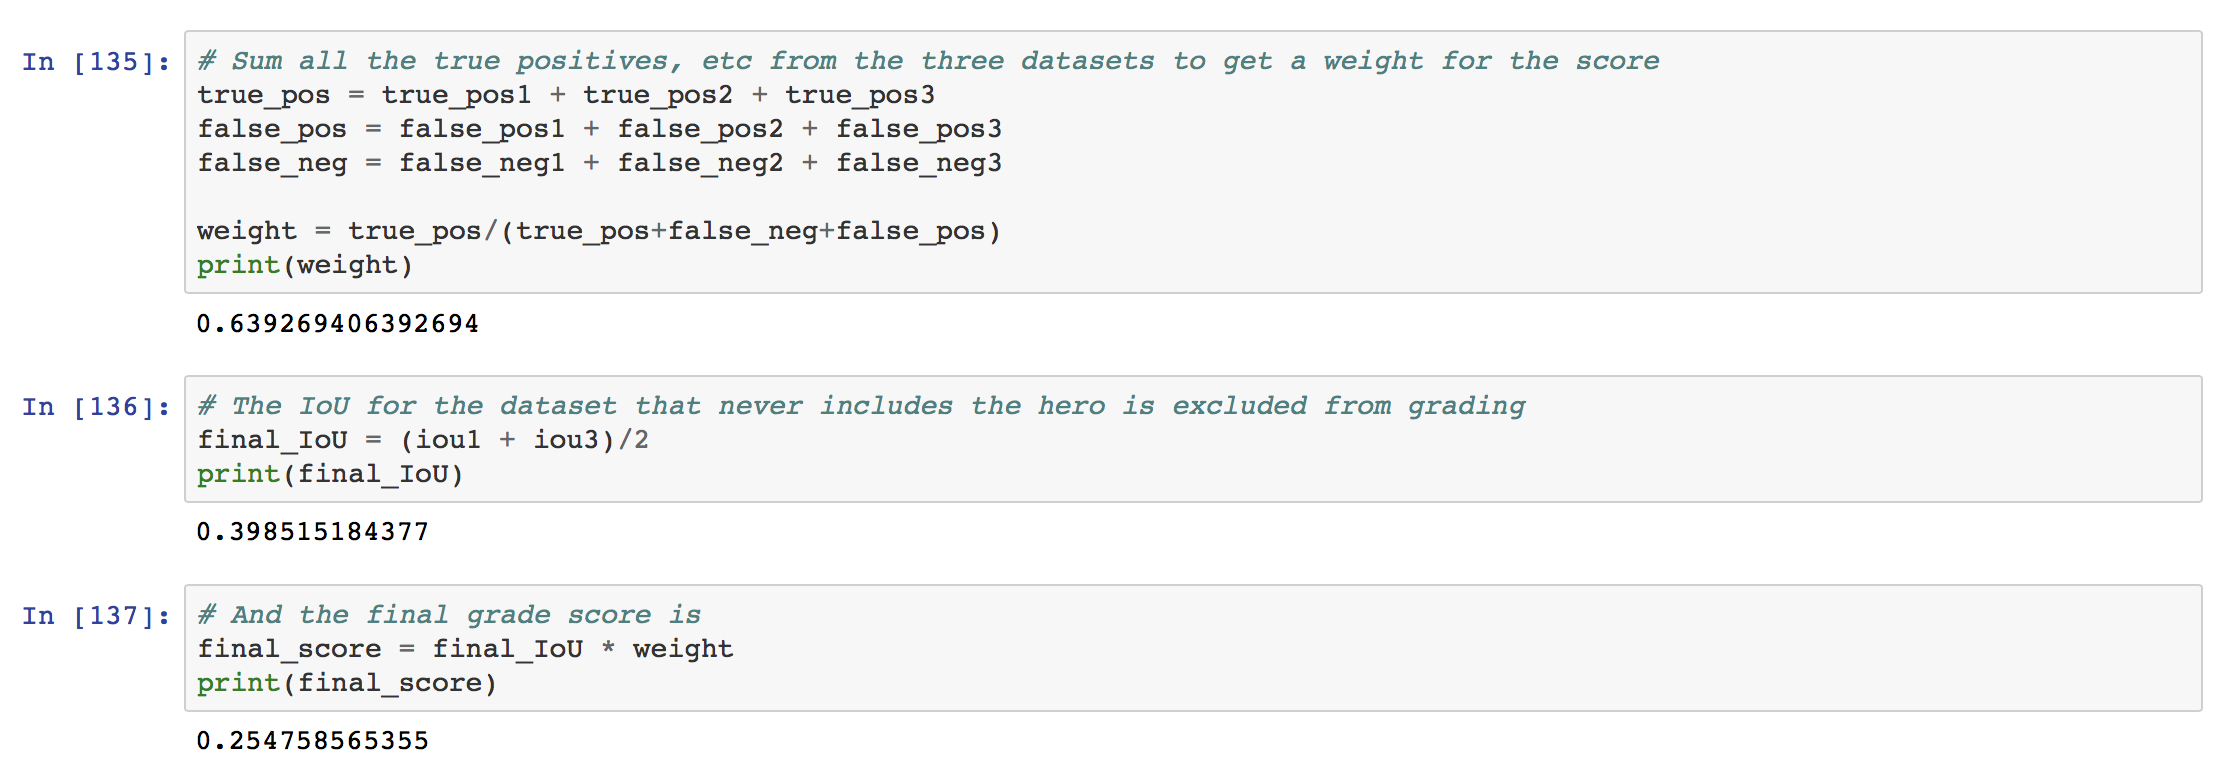 In [135]:
# Sum all the true positives, etc from the three datasets to get a weight for the score
true_pos = true_pos1 + true_pos2 + true_pos3
false_pos = false_pos1 + false_pos2 + false_pos3
false_neg = false_neg1 + false_neg2 + false_neg3

weight = true_pos/(true_pos+false_neg+false_pos)
print(weight)
0.639269406392694
In [136]:
# The IoU for the dataset that never includes the hero is excluded from grading
final_IoU = (iou1 + iou3)/2
print(final_IoU)
0.398515184377
In [137]:
# And the final grade score is
final_score = final_IoU * weight
print(final_score)
0.254758565355